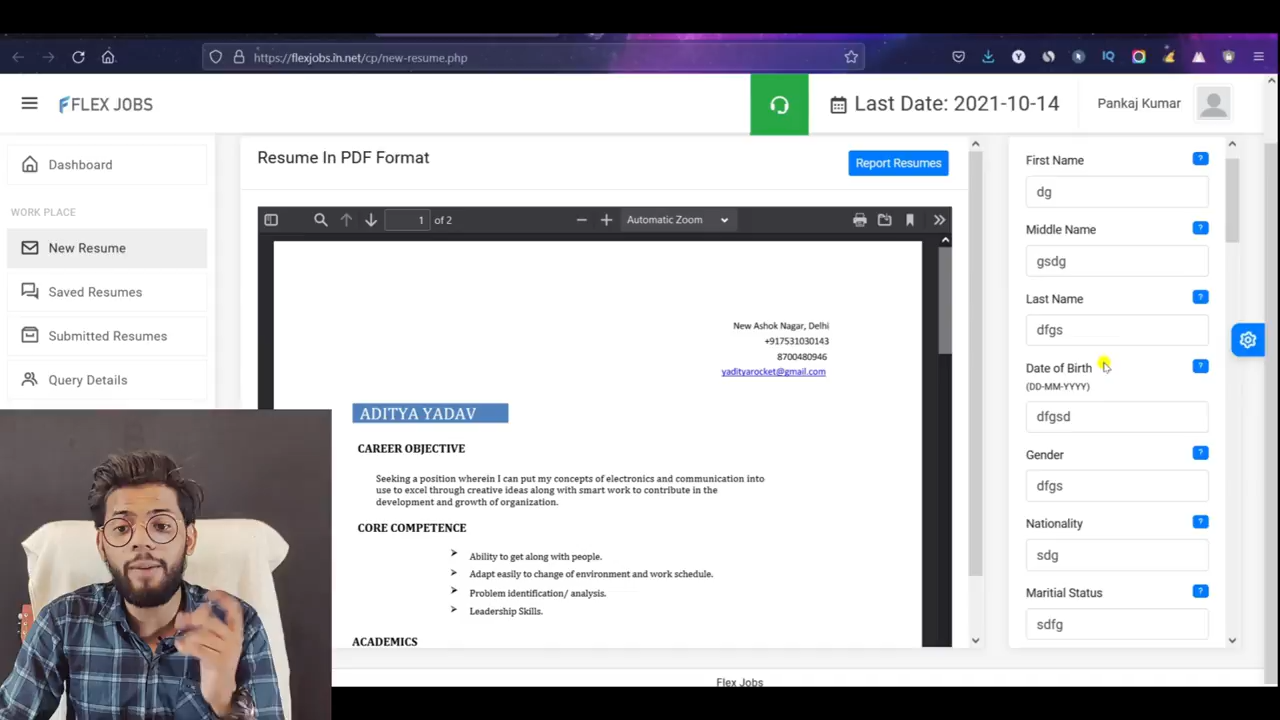 https://flexjobs.in.net/cp/new-resume.php
IQ
FLEX JOBS
Last Date: 2021-10-14
Pankaj Kumar
Dashboard
WORK PLACE
New Resume
Saved Resumes
Submitted Resumes
Query Details
Resume In PDF Format
Report Resumes
1 of 2
Automatic Zoom
New Ashok Nagar, Delhi
+917531030143
8700480946
yadityarocket@gmail.com
ADITYA YADAV
CAREER OBJECTIVE
Seeking a position wherein I can put my concepts of electronics and communication into
use to excel through creative ideas along with smart work to contribute in the
development and growth of organization.
CORE COMPETENCE
Ability to get along with people.
Adapt easily to change of environment and work schedule.
Problem identification/ analysis.
Leadership Skills.
ACADEMICS
First Name ?
dg
Middle Name ?
gsdg
Last Name ?
dfgs
Date of Birth ?
(DD-MM-YYYY)
dfgsd
Gender ?
dfgs
Nationality ?
sdg
Maritial Status ?
sdfg
Flex Jobs